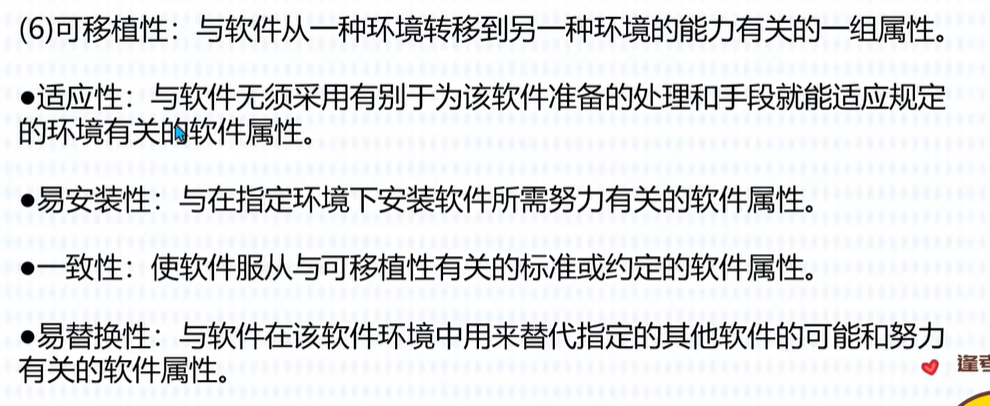 (6)可移植性：与软件从一种环境转移到另一种环境的能力有关的一组属性。
●适应性：与软件无须采用有别于为该软件准备的处理和手段就能适应规定
的环境有关的软件属性。
●易安装性：与在指定环境下安装软件所需努力有关的软件属性。
●一致性：使软件服从与可移植性有关的标准或约定的软件属性。
●易替换性：与软件在该软件环境中用来替代指定的其他软件的可能和努力
有关的软件属性。
逢考